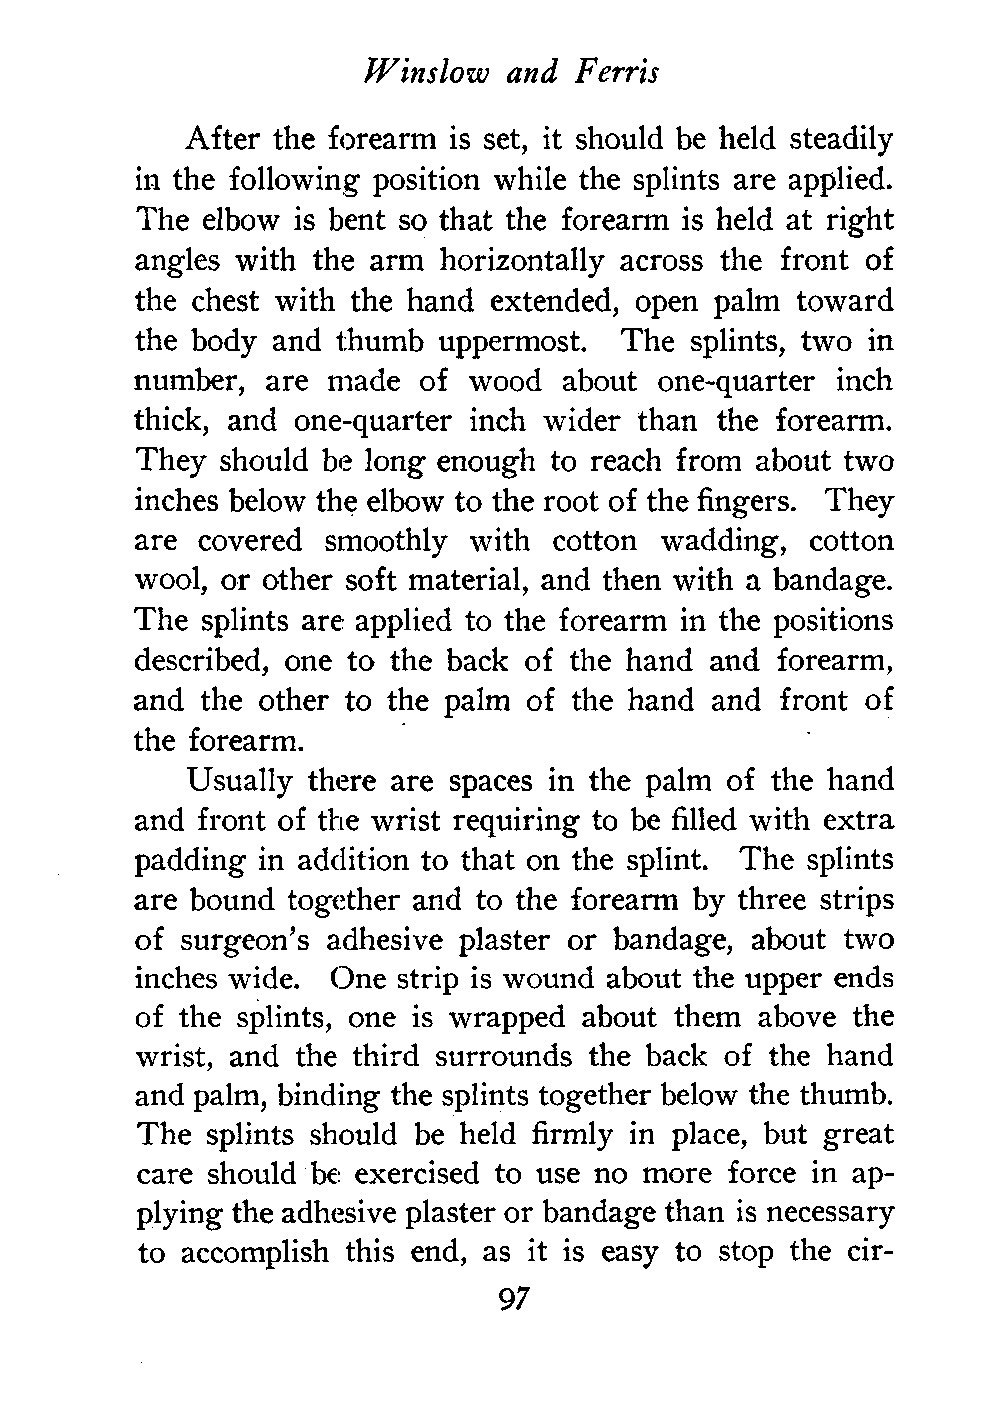 Winslow and Ferris
After the forearm is set, it should be held steadily
in the following position while the splints are applied.
The elbow is bent so that the forearm is held at right
angles with the arm horizontally across the front of
the chest with the hand extended, open palm toward
the body and thumb uppermost. The splints, two in
number, are made of wood about one-quarter inch
thick, and one-quarter inch wider than the forearm.
They should be long enough to reach from about two
inches below the elbow to the root of the fingers. They
are covered smoothly with cotton wadding, cotton
wool, or other soft material, and then with a bandage.
The splints are applied to the forearm in the positions
described, one to the back of the hand and forearm,
and the other to the palm of the hand and front of
the forearm.
Usually there are spaces in the palm of the hand
and front of the wrist requiring to be filled with extra
padding in addition to that on the splint. The splints
are bound together and to the forearm by three strips
of surgeon's adhesive plaster or bandage, about two
inches wide. One strip is wound about the upper ends
of the splints, one is wrapped about them above the
wrist, and the third surrounds the back of the hand
and palm, binding the splints together below the thumb.
The splints should be held firmly in place, but great
care should be exercised to use no more force in ap-
plying the adhesive plaster or bandage than is necessary
to accomplish this end, as it is easy to stop the cir-
97